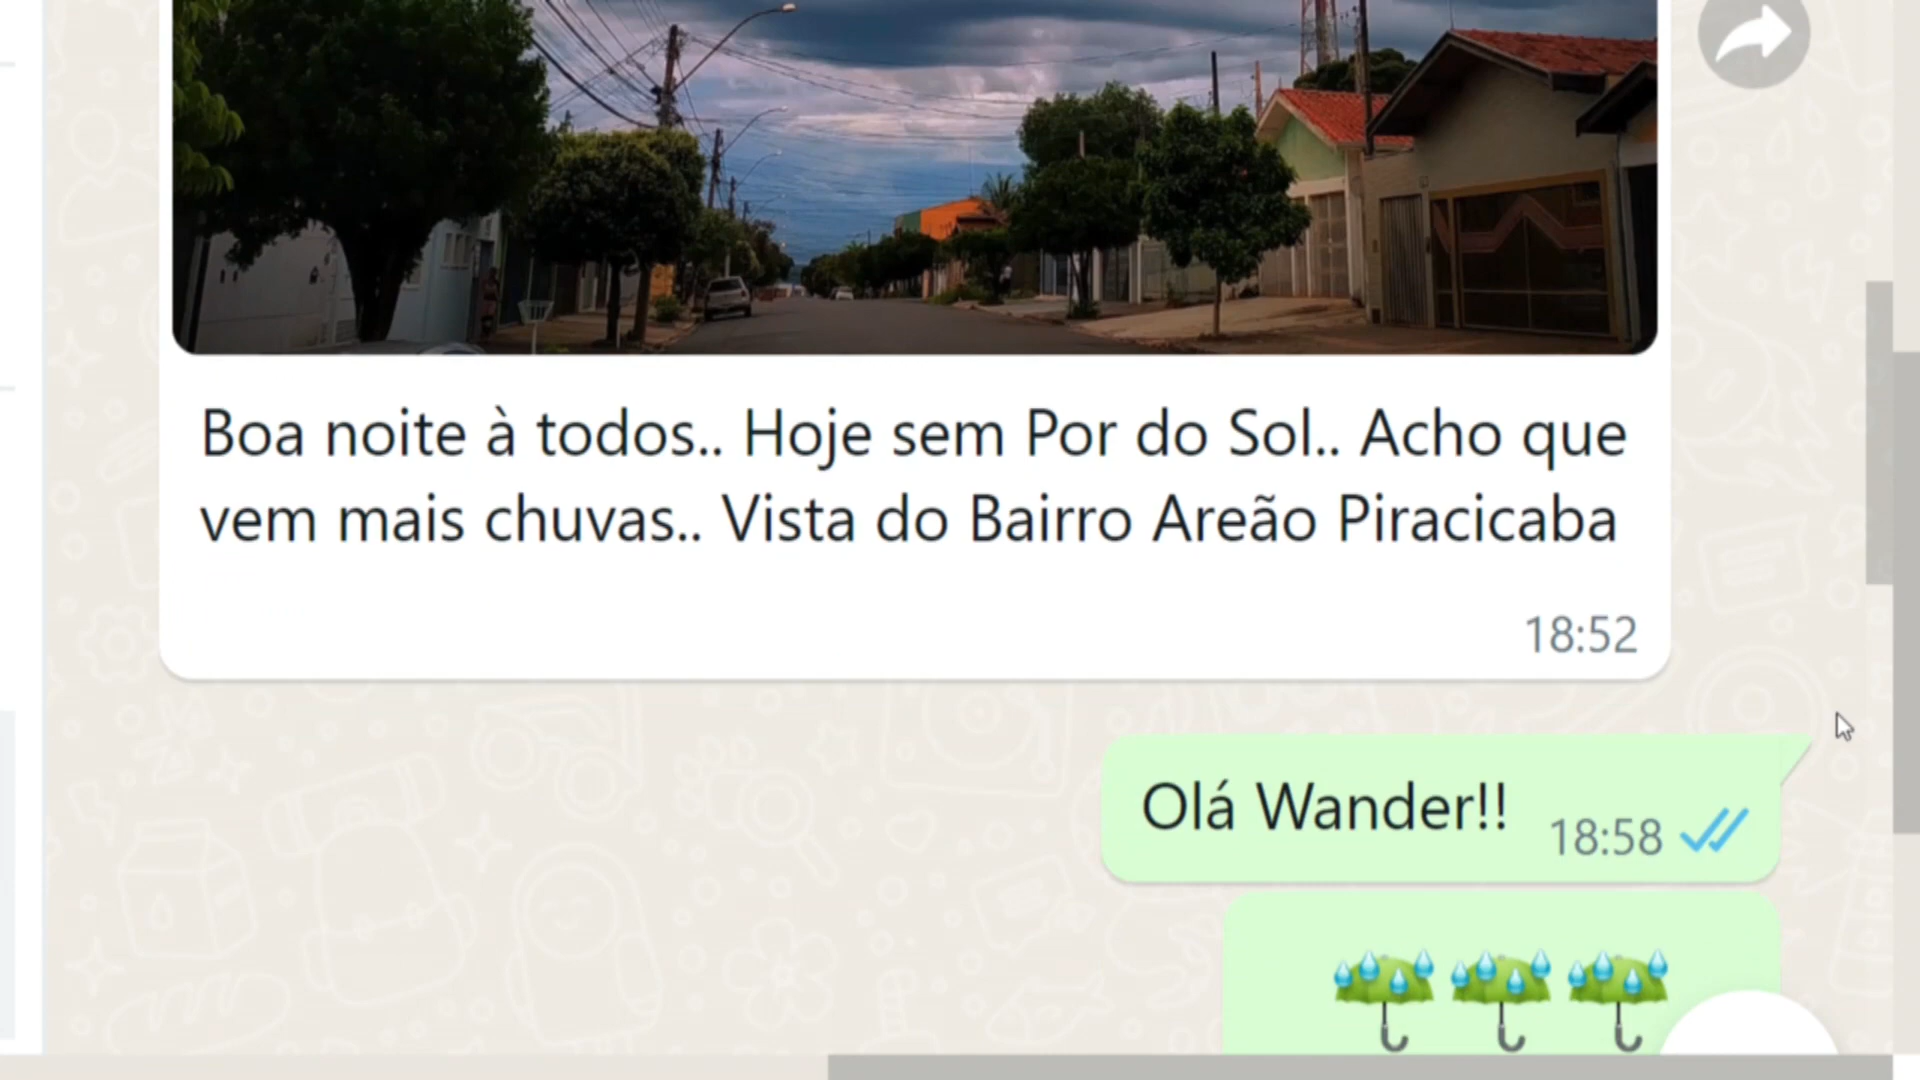 Boa noite à todos.. Hoje sem Por do Sol.. Acho que
vem mais chuvas.. Vista do Bairro Areão Piracicaba
18:52
Olá Wander!!
18:58